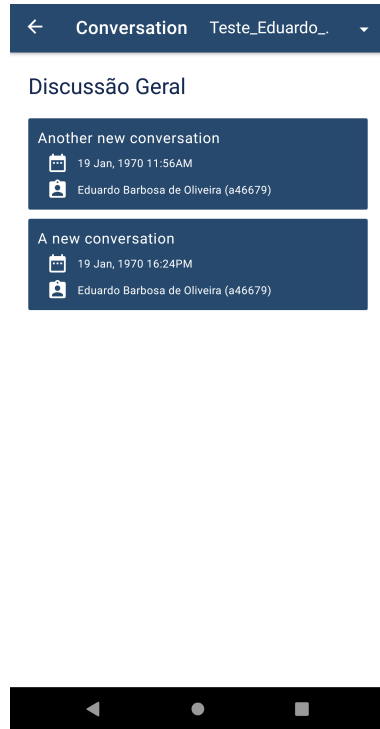 Conversation Teste_Eduardo_.
Discussão Geral
Another new conversation
19 Jan, 1970 11:56AM
Eduardo Barbosa de Oliveira (a46679)
A new conversation
19 Jan, 1970 16:24PM
Eduardo Barbosa de Oliveira (a46679)